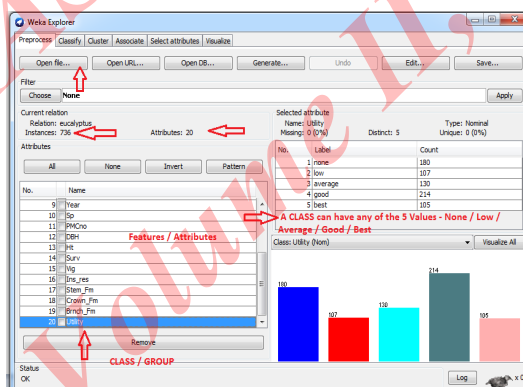 Weka Explorer
Preprocess Classify Cluster Associate Select attributes Visualize
Open file... Open URL... Open DB... Generate... Undo Edit... Save...
Filter
Choose None Apply
Current relation
Relation: eucalyptus
Instances: 736 Attributes: 20
Selected attribute
Name: Utility Type: Nominal
Missing: 0 (0%) Distinct: 5 Unique: 0 (0%)
Attributes
All None Invert Pattern
No. Name
9 Year
10 Sp
11 PMCno
12 DBH
13 Ht
14 Surv
15 Vig
16 Ins_res
17 Stem_Fm
18 Crown_Fm
19 Brnch_Fm
20 Utility
Features / Attributes
Remove
CLASS / GROUP
No. Label Count
1 none 180
2 low 107
3 average 130
4 good 214
5 best 105
A CLASS can have any of the 5 Values - None / Low /
Average / Good / Best
Class: Utility (Nom) Visualize All
180
107
130
214
105
Status
OK
Log x 0
Volume I,